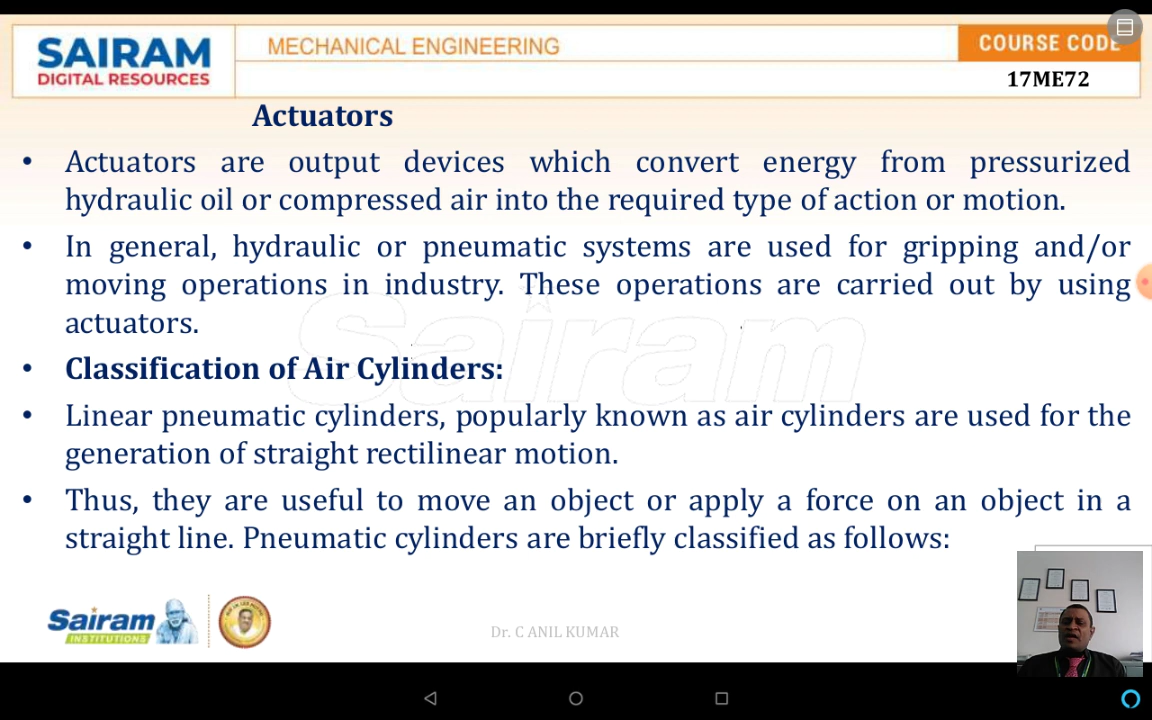 SAIRAM
DIGITAL RESOURCES
MECHANICAL ENGINEERING
COURSE CODE
17ME72
Actuators
• Actuators are output devices which convert energy from pressurized
hydraulic oil or compressed air into the required type of action or motion.
• In general, hydraulic or pneumatic systems are used for gripping and/or
moving operations in industry. These operations are carried out by using
actuators.
• Classification of Air Cylinders:
• Linear pneumatic cylinders, popularly known as air cylinders are used for the
generation of straight rectilinear motion.
• Thus, they are useful to move an object or apply a force on an object in a
straight line. Pneumatic cylinders are briefly classified as follows:
Sairam
Sairam
INSTITUTIONS
Dr. C ANIL KUMAR